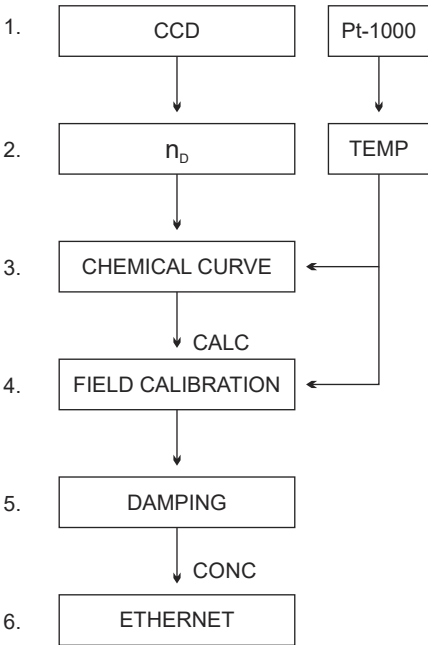 1. CCD Pt-1000
2. n_D TEMP
3. CHEMICAL CURVE
CALC
4. FIELD CALIBRATION
5. DAMPING
CONC
6. ETHERNET